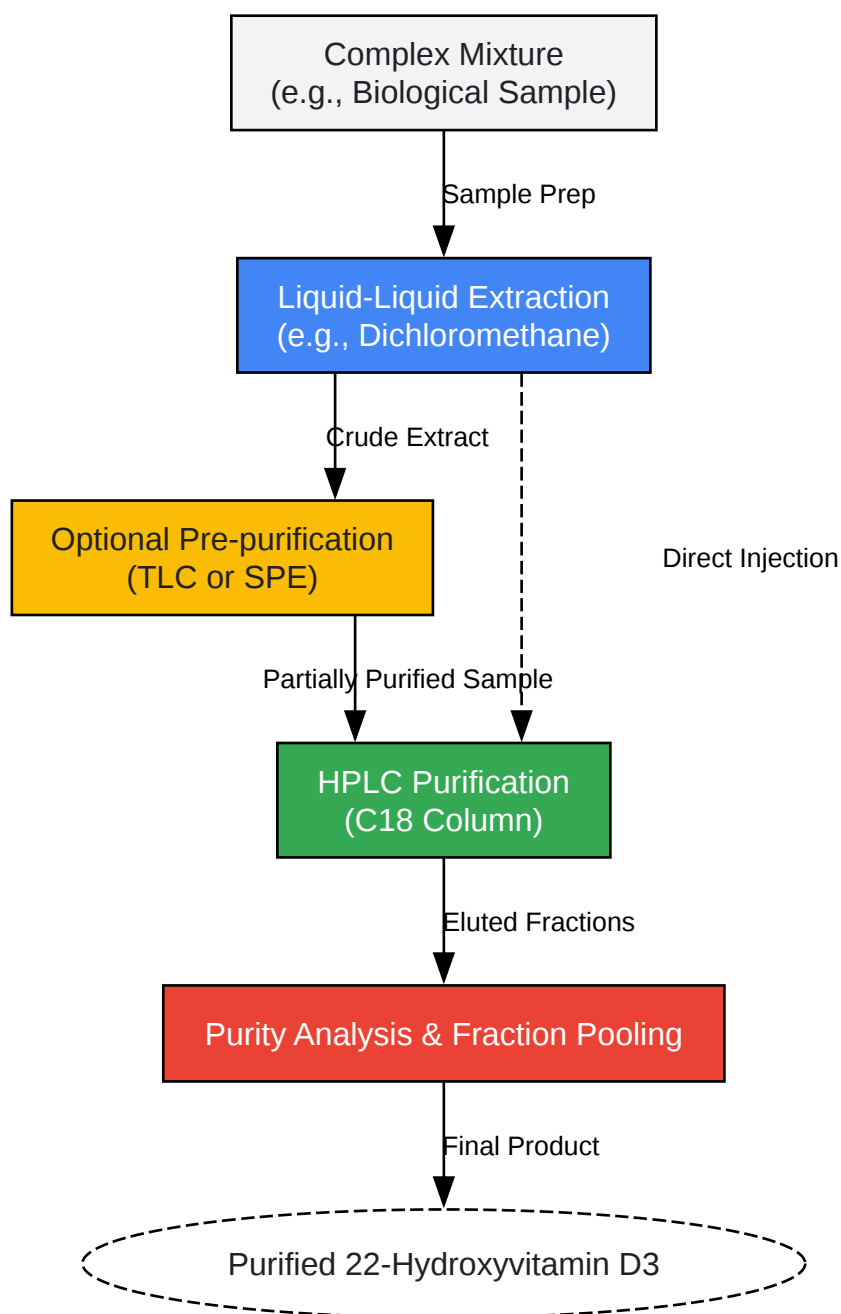 Complex Mixture
(e.g., Biological Sample)
Sample Prep
Liquid-Liquid Extraction
(e.g., Dichloromethane)
Crude Extract
Optional Pre-purification
(TLC or SPE)
Direct Injection
Partially Purified Sample
HPLC Purification
(C18 Column)
Eluted Fractions
Purity Analysis & Fraction Pooling
Final Product
Purified 22-Hydroxyvitamin D3